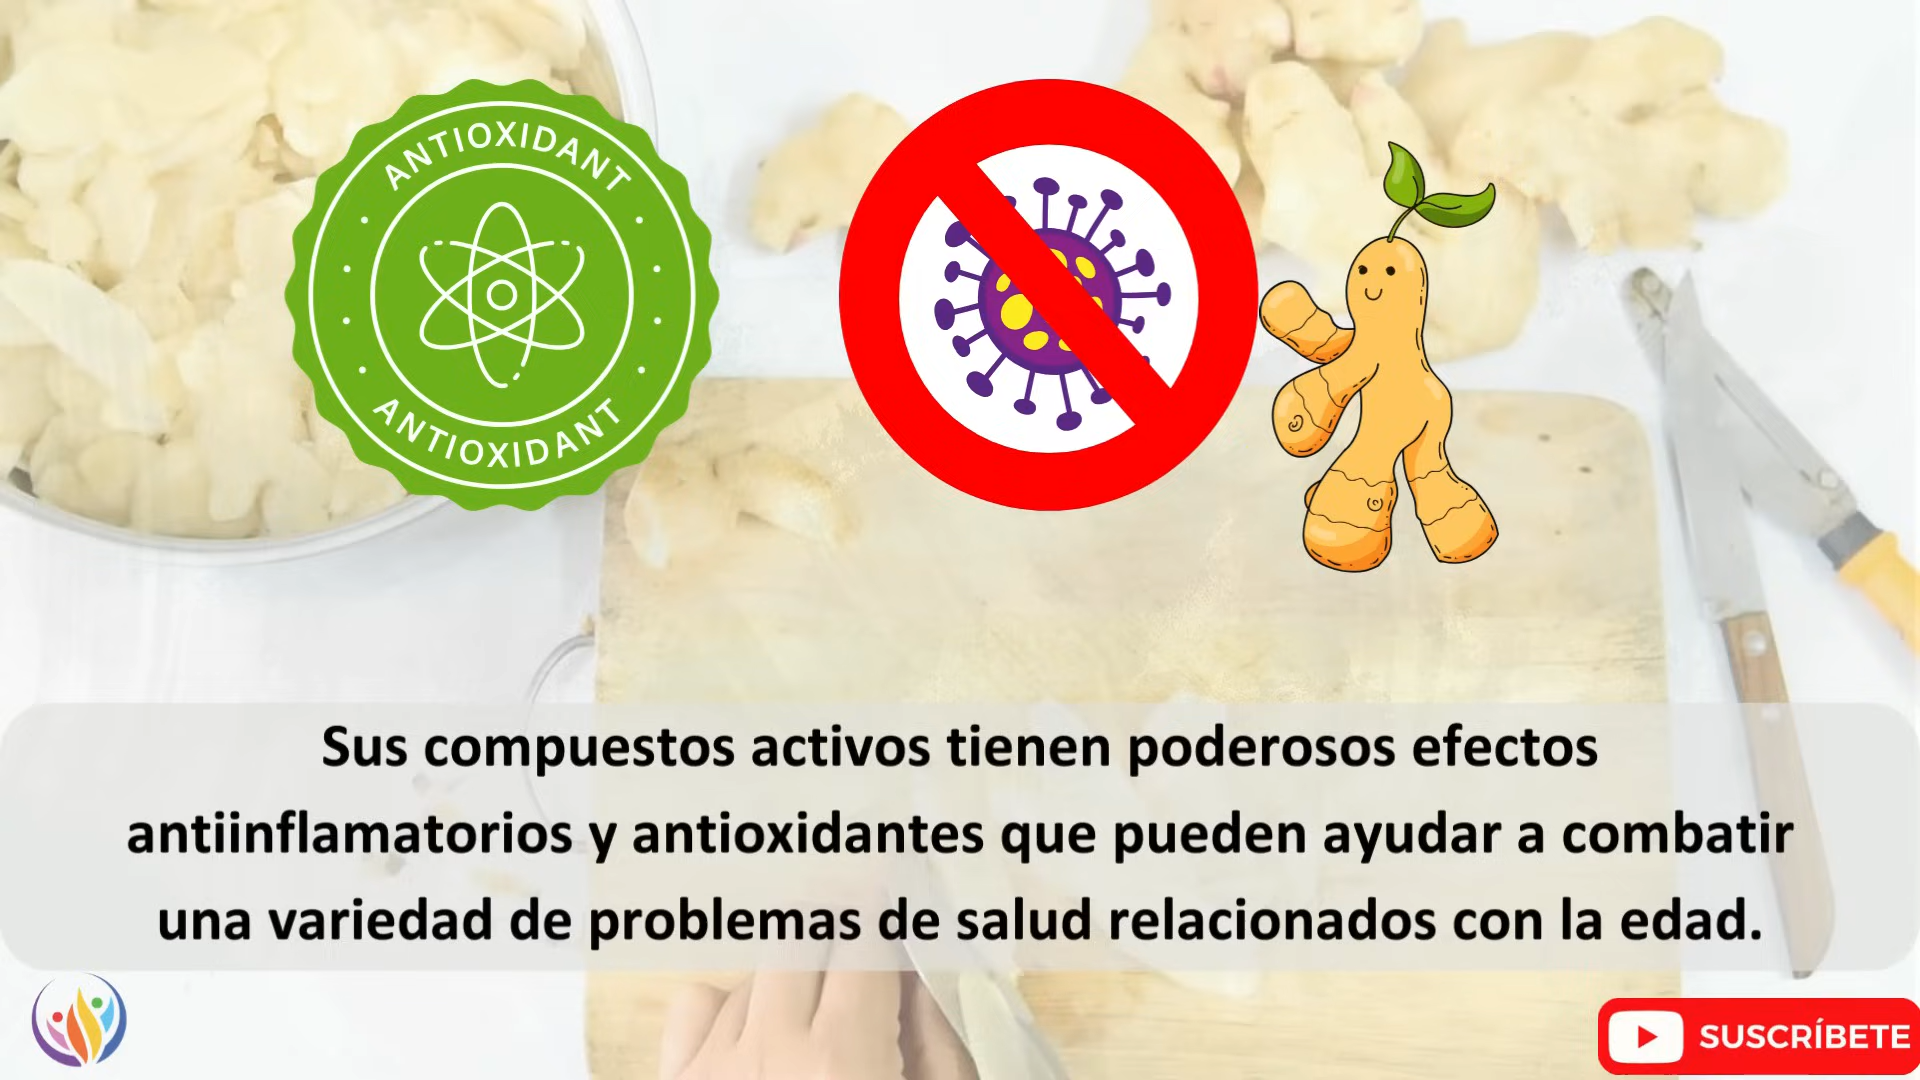 ANTIOXIDANT
ANTIOXIDANT
Sus compuestos activos tienen poderosos efectos
antiinflamatorios y antioxidantes que pueden ayudar a combatir
una variedad de problemas de salud relacionados con la edad.
SUSCRÍBETE